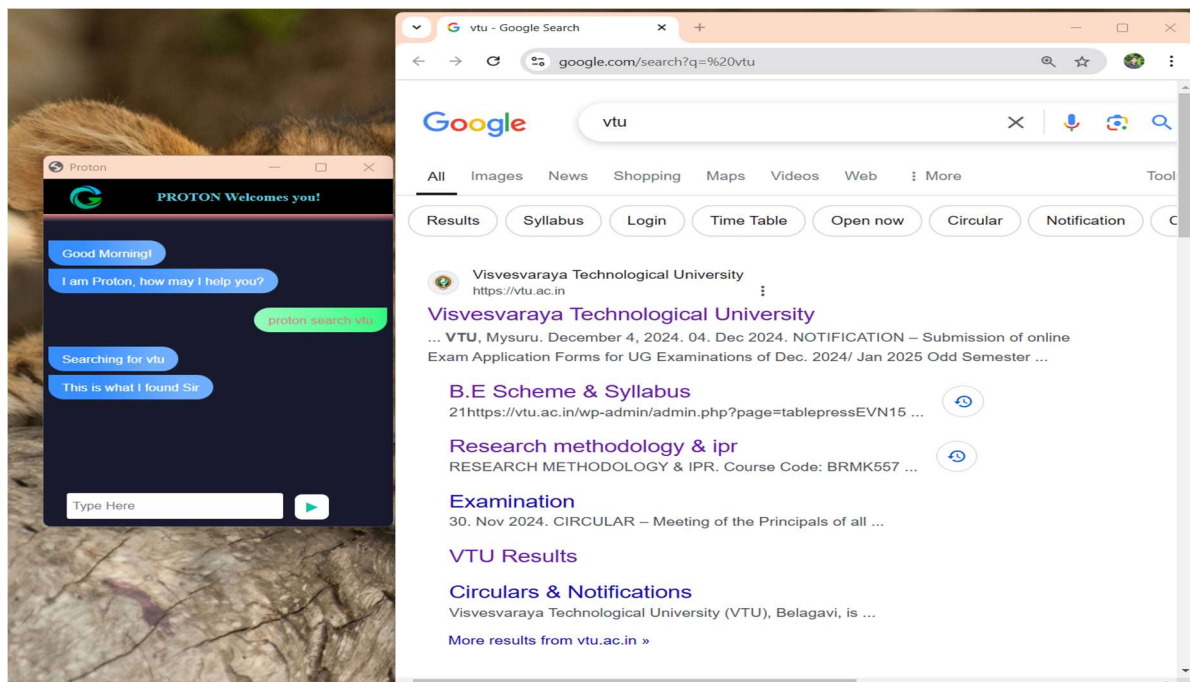 Proton
PROTON Welcomes you!
Good Morning!
I am Proton, how may I help you?
proton search vtu
Searching for vtu
This is what I found Sir
Type Here
vtu - Google Search
google.com/search?q=%20vtu
Google
vtu
All Images News Shopping Maps Videos Web More Tool
Results Syllabus Login Time Table Open now Circular Notification
Visvesvaraya Technological University
https://vtu.ac.in
Visvesvaraya Technological University
... VTU, Mysuru. December 4, 2024. 04. Dec 2024. NOTIFICATION – Submission of online
Exam Application Forms for UG Examinations of Dec. 2024/ Jan 2025 Odd Semester ...
B.E Scheme & Syllabus
21https://vtu.ac.in/wp-admin/admin.php?page=tablepressEVN15 ...
Research methodology & ipr
RESEARCH METHODOLOGY & IPR. Course Code: BRMK557 ...
Examination
30. Nov 2024. CIRCULAR – Meeting of the Principals of all ...
VTU Results
Circulars & Notifications
Visvesvaraya Technological University (VTU), Belagavi, is ...
More results from vtu.ac.in »